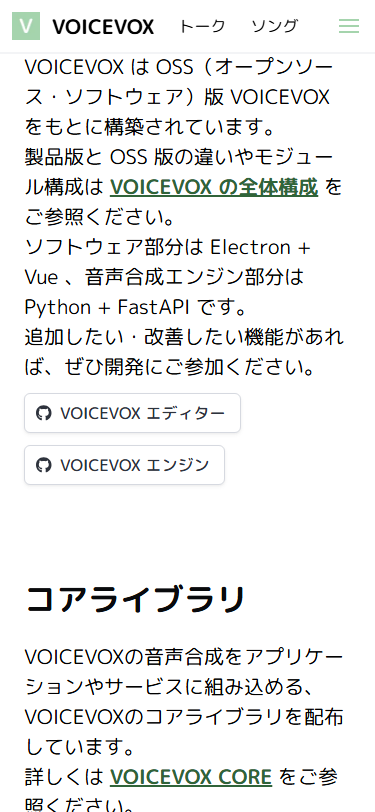 V VOICEVOX トーク ソング
VOICEVOX は OSS（オープンソー
ス・ソフトウェア）版 VOICEVOX
をもとに構築されています。
製品版と OSS 版の違いやモジュー
ル構成は VOICEVOX の全体構成 を
ご参照ください。
ソフトウェア部分は Electron +
Vue 、音声合成エンジン部分は
Python + FastAPI です。
追加したい・改善したい機能があれ
ば、ぜひ開発にご参加ください。
VOICEVOX エディター
VOICEVOX エンジン
コアライブラリ
VOICEVOXの音声合成をアプリケー
ションやサービスに組み込める、
VOICEVOXのコアライブラリを配布
しています。
詳しくは VOICEVOX CORE をご参
照ください。